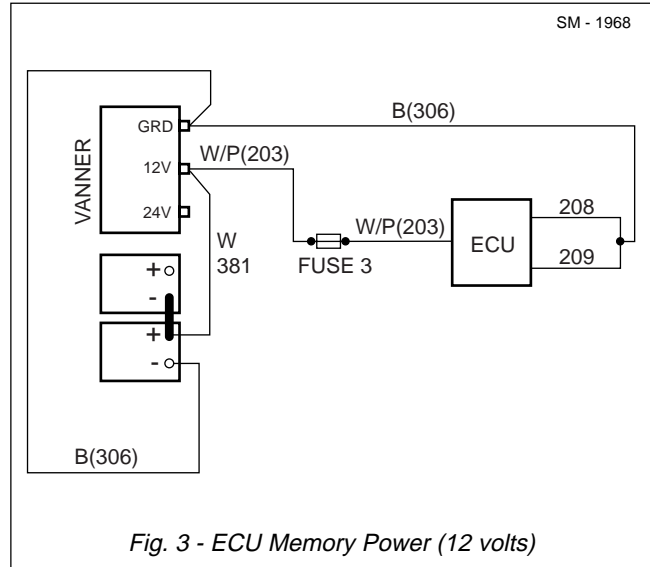 SM - 1968
GRD
B(306)
VANNER
12V
W/P(203)
24V
W
381
FUSE 3
W/P(203)
ECU
208
209
+
-
+
-
B(306)
Fig. 3 - ECU Memory Power (12 volts)